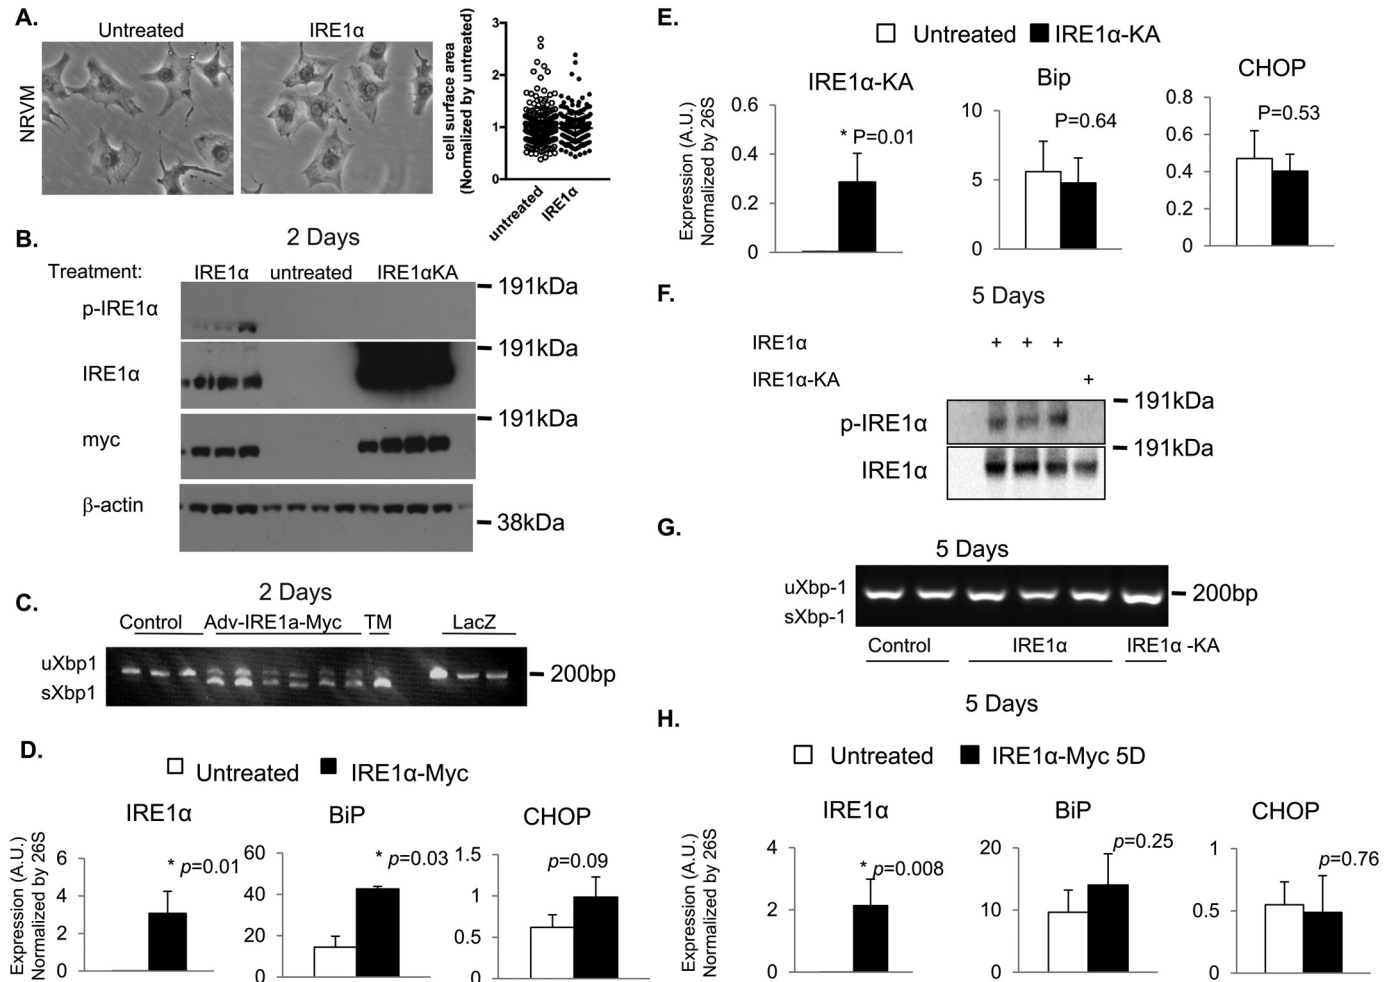 A.
Untreated
IRE1α
NRVM
cell surface area
(Normalized by untreated)
3
2
1
0
untreated
IRE1α
B.
2 Days
Treatment:
IRE1α
untreated
IRE1αKA
p-IRE1α
191kDa
IRE1α
191kDa
myc
191kDa
β-actin
38kDa
C.
2 Days
Control
Adv-IRE1a-Myc
TM
LacZ
uXbp1
sXbp1
200bp
D.
Untreated
IRE1α-Myc
Expression (A.U.)
Normalized by 26S
IRE1α
6
4
2
0
* p=0.01
BiP
60
40
20
0
* p=0.03
CHOP
1.5
1
0.5
0
p=0.09
E.
Untreated
IRE1α-KA
Expression (A.U.)
Normalized by 26S
IRE1α-KA
0.6
0.4
0.2
0
* P=0.01
Bip
10
5
0
P=0.64
CHOP
0.8
0.6
0.4
0.2
0
P=0.53
F.
5 Days
IRE1α
+ + +
IRE1α-KA
+
p-IRE1α
191kDa
IRE1α
191kDa
G.
5 Days
uXbp-1
sXbp-1
200bp
Control
IRE1α
IRE1α -KA
5 Days
H.
Untreated
IRE1α-Myc 5D
Expression (A.U.)
Normalized by 26S
IRE1α
4
2
0
* p=0.008
BiP
20
10
0
p=0.25
CHOP
1
0.5
0
p=0.76